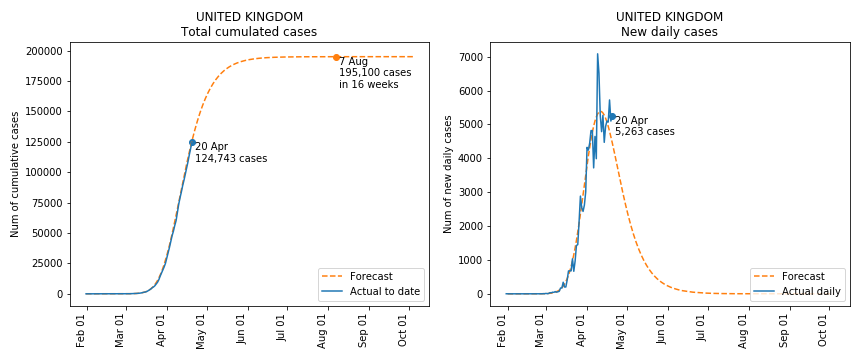 UNITED KINGDOM
Total cumulated cases
Num of cumulative cases
200000
175000
150000
125000
100000
75000
50000
25000
0
7 Aug
195,100 cases
in 16 weeks
20 Apr
124,743 cases
Forecast
Actual to date
Feb 01
Mar 01
Apr 01
May 01
Jun 01
Jul 01
Aug 01
Sep 01
Oct 01
UNITED KINGDOM
New daily cases
Num of new daily cases
7000
6000
5000
4000
3000
2000
1000
0
20 Apr
5,263 cases
Forecast
Actual daily
Feb 01
Mar 01
Apr 01
May 01
Jun 01
Jul 01
Aug 01
Sep 01
Oct 01